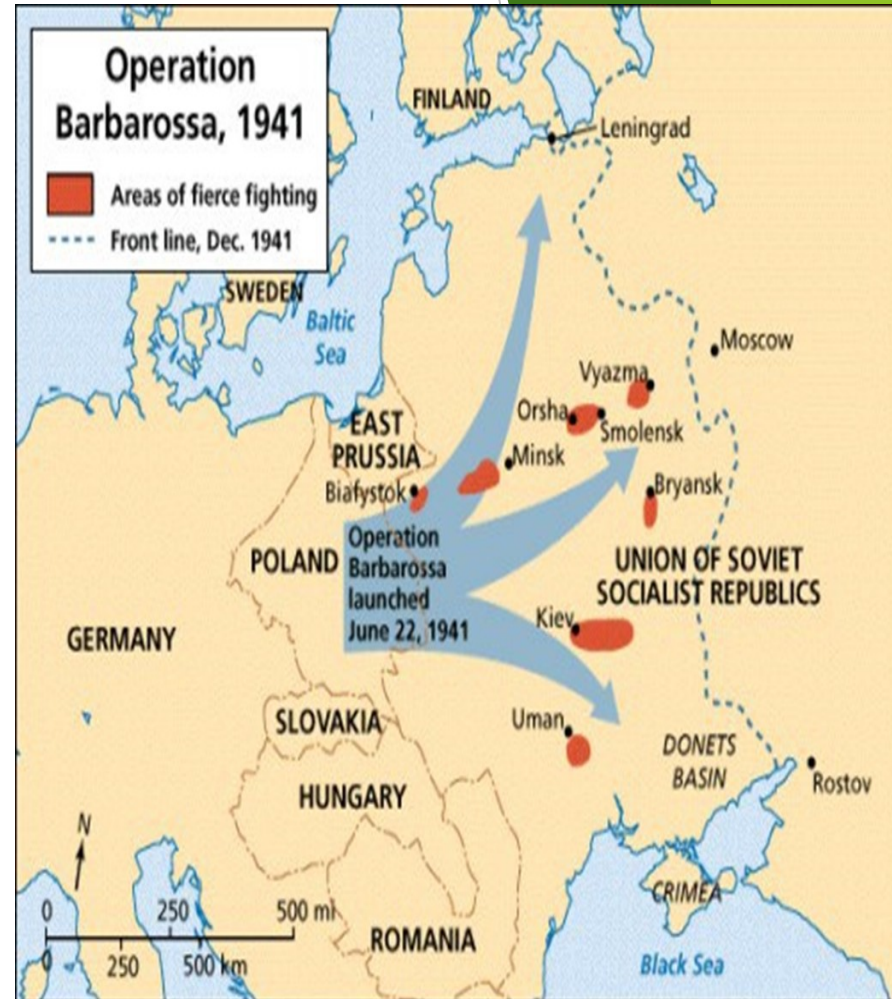 Operation
Barbarossa, 1941
Areas of fierce fighting
Front line, Dec. 1941
FINLAND
Leningrad
SWEDEN
Baltic
Sea
Moscow
Vyazma
Orsha
Smolensk
EAST
PRUSSIA
Minsk
Białystok
Bryansk
POLAND
Operation
Barbarossa
launched
June 22, 1941
UNION OF SOVIET
SOCIALIST REPUBLICS
GERMANY
Kiev
SLOVAKIA
Uman
DONETS
BASIN
Rostov
HUNGARY
N
CRIMEA
0 250 500 mi
0 250 500 km
ROMANIA
Black Sea